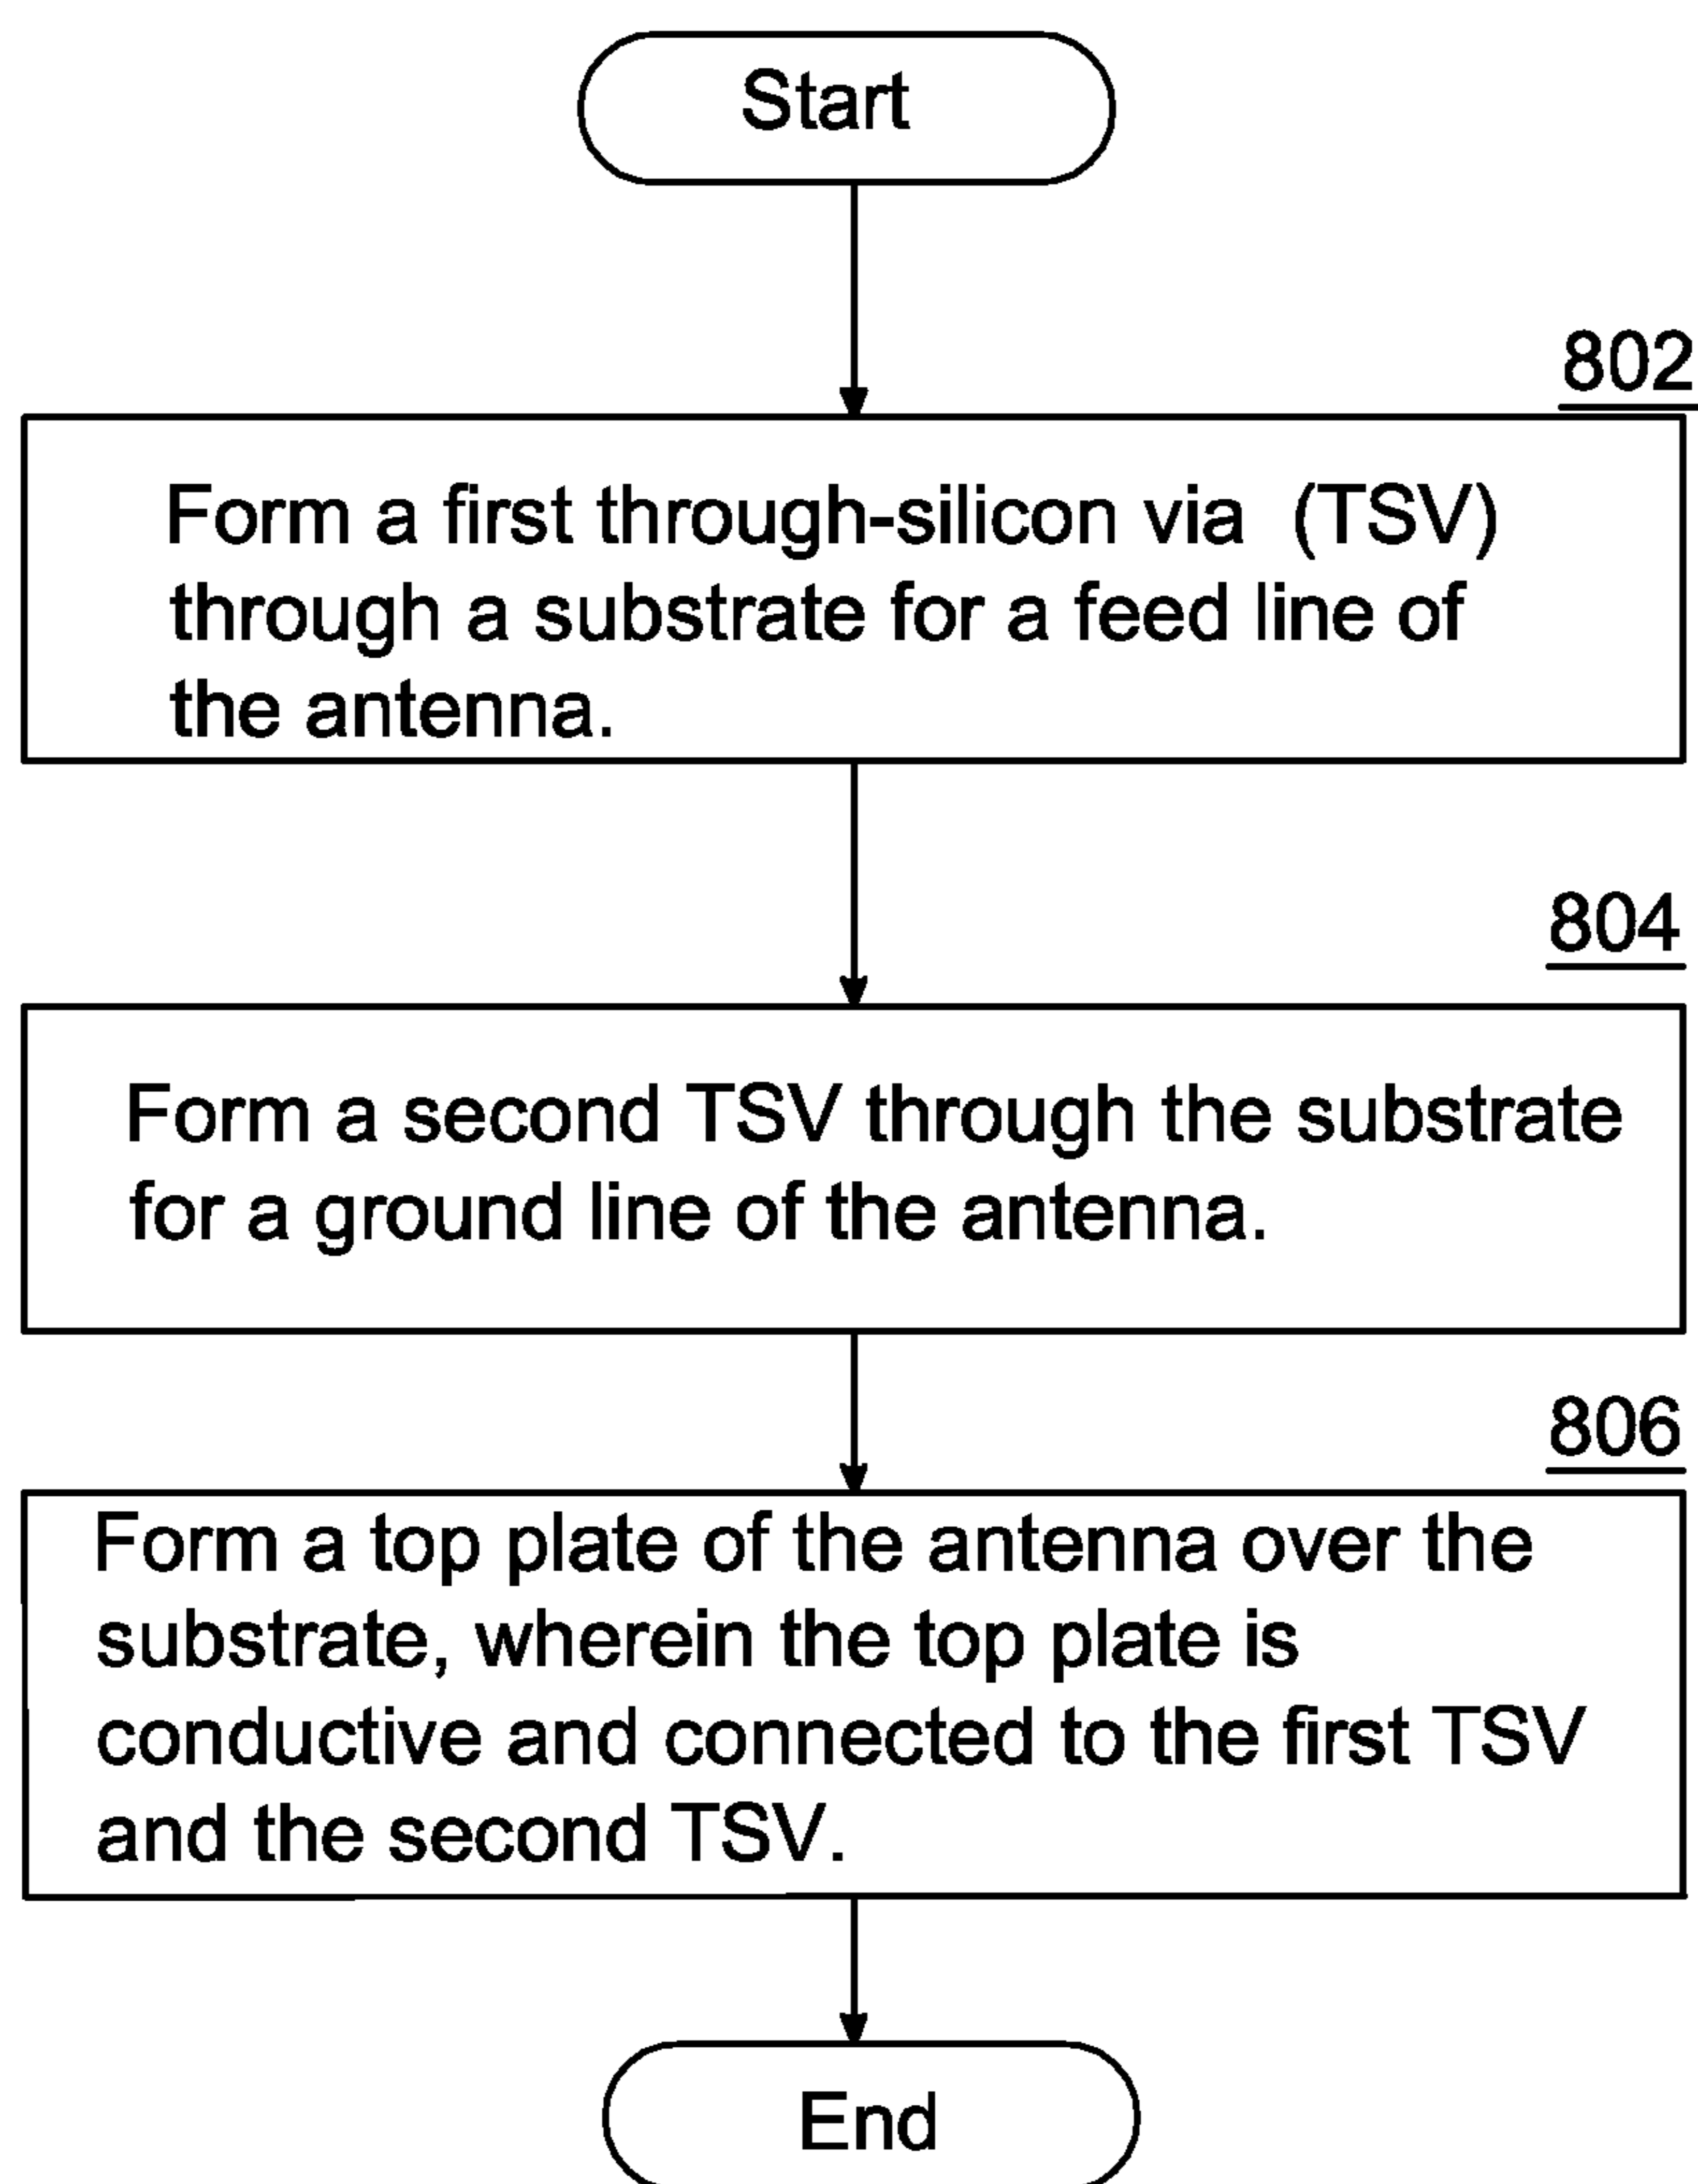 Start
802
Form a first through-silicon via (TSV)
through a substrate for a feed line of
the antenna.
804
Form a second TSV through the substrate
for a ground line of the antenna.
806
Form a top plate of the antenna over the
substrate, wherein the top plate is
conductive and connected to the first TSV
and the second TSV.
End